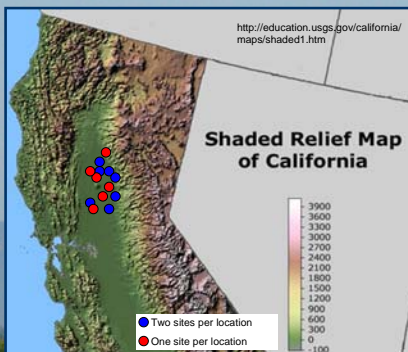 http://education.usgs.gov/california/
maps/shaded1.htm
Shaded Relief Map
of California
3900
3600
3300
3000
2700
2400
2100
1800
1500
1200
900
600
300
0
-100
Two sites per location
One site per location